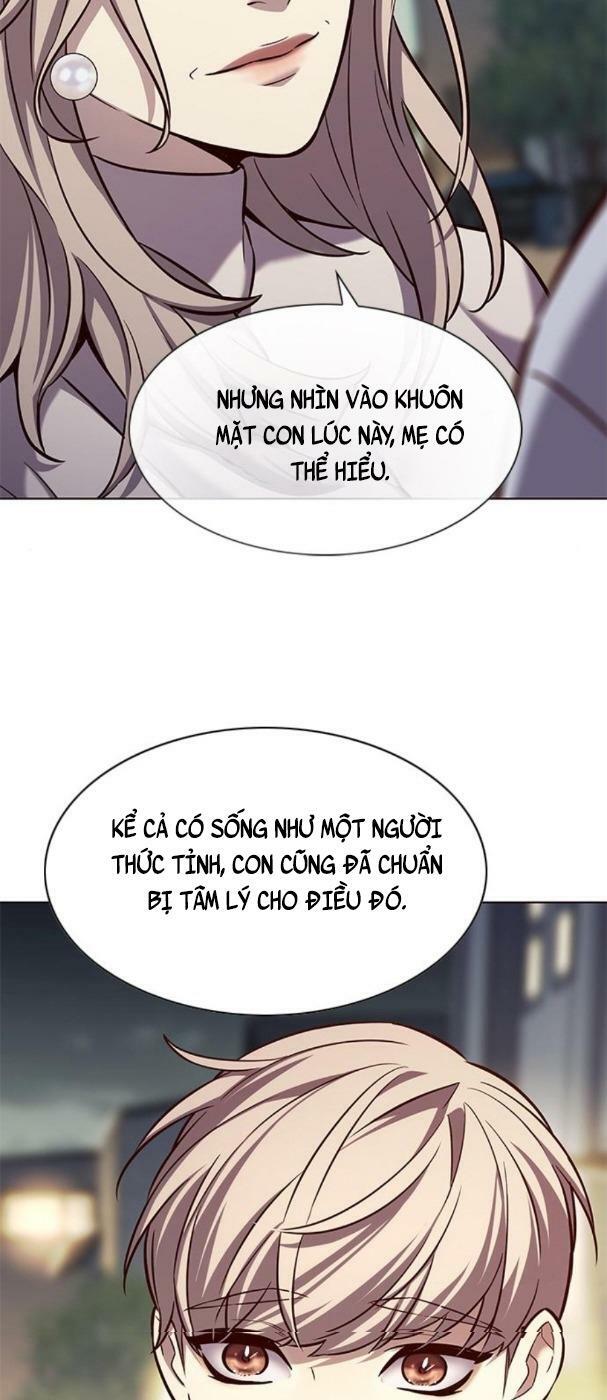 NHƯNG NHÌN VÀO KHUÔN
MẶT CON LÚC NÀY, MẸ CÓ
THỂ HIỂU.
KỂ CẢ CÓ SỐNG NHƯ MỘT NGƯỜI
THỨC TỈNH, CON CŨNG ĐÃ CHUẨN
BỊ TÂM LÝ CHO ĐIỀU ĐÓ.